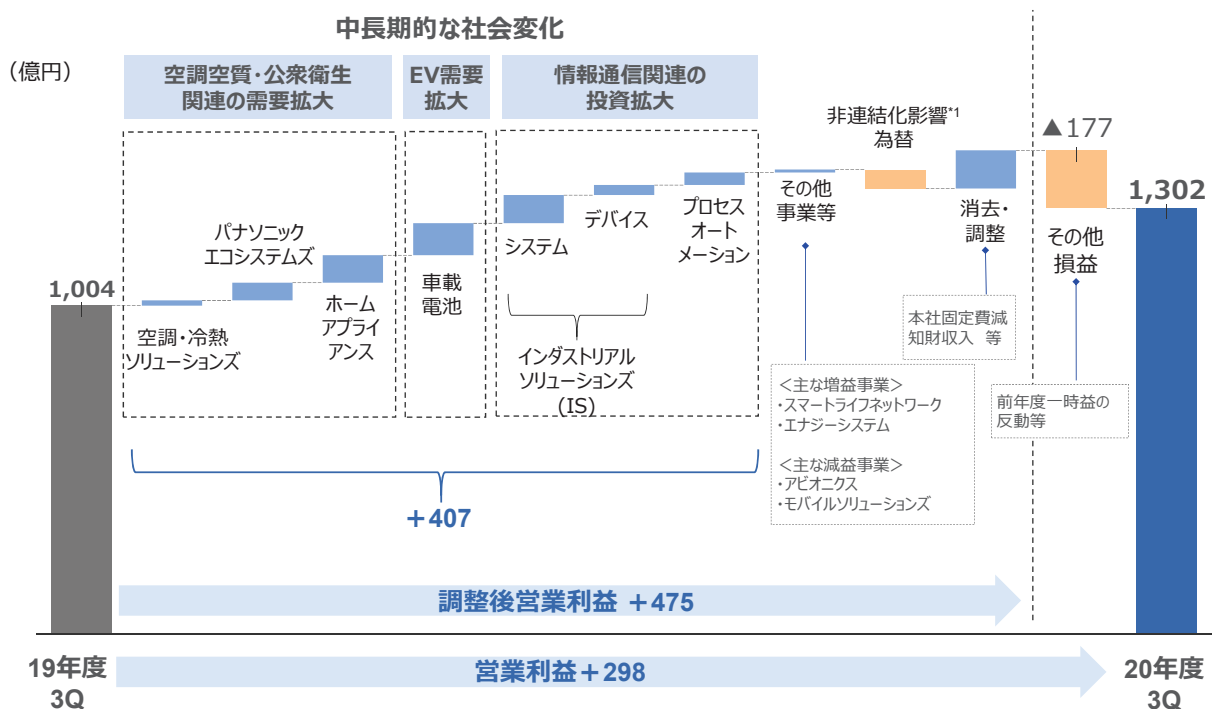 中長期的な社会変化
（億円）
空調空質・公衆衛生
関連の需要拡大
EV需要
拡大
情報通信関連の
投資拡大
1,004
空調・冷熱
ソリューションズ
パナソニック
エコシステムズ
ホーム
アプライ
アンス
車載
電池
システム
デバイス
インダストリアル
ソリューションズ
(IS)
プロセス
オート
メーション
その他
事業等
非連結化影響*1
為替
消去・
調整
▲177
その他
損益
1,302
本社固定費減
知財収入 等
＜主な増益事業＞
・スマートライフネットワーク
・エナジーシステム
＜主な減益事業＞
・アビオニクス
・モバイルソリューションズ
前年度一時益の
反動等
＋407
調整後営業利益 ＋475
営業利益＋298
19年度
3Q
20年度
3Q